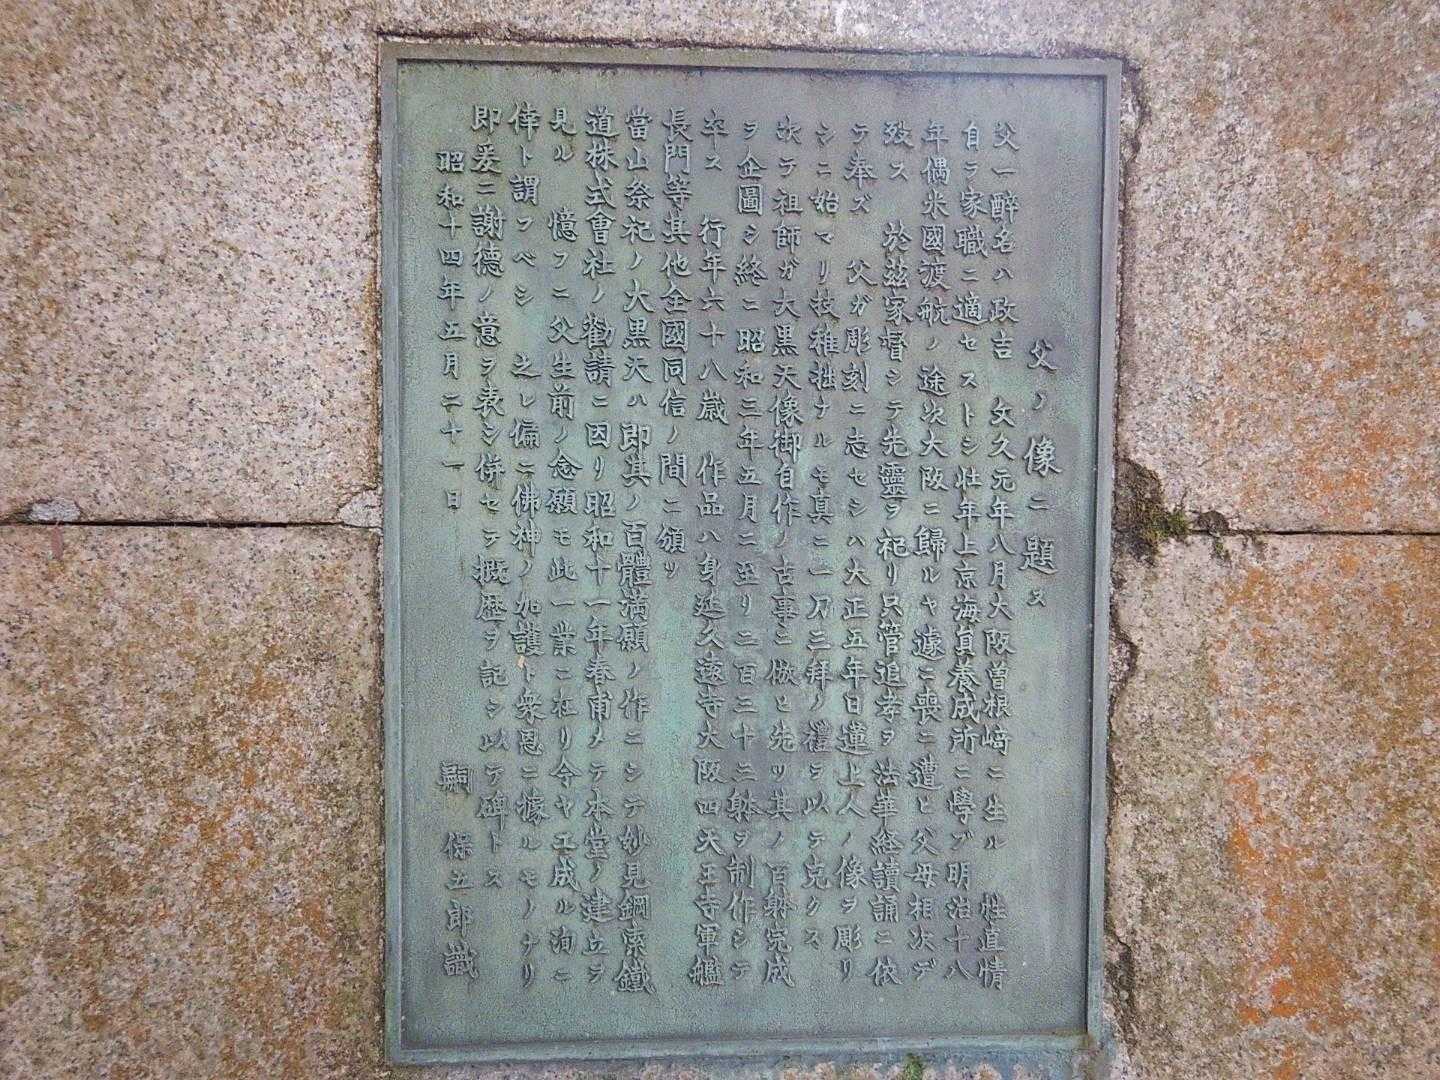 父ノ像ニ題ス
父一醉名ハ政吉 文久元年八月大阪曽根﨑ニ生ル 性直情
自ラ家職ニ適セストシ壮年上京海員養成所ニ學ブ明治十八
年偶米國渡航ノ途次大阪ニ歸ルヤ遽ニ喪ニ遭ヒ父母相次デ
歿ス 於茲家督シテ先靈ヲ祀リ只管追孝ヲ法華経讀誦ニ依
テ奉ズ 父ガ彫刻ニ志セシハ大正五年日蓮上人ノ像ヲ彫リ
シニ始マリ技稚拙ナルモ真ニ一刀三拜ノ禮ヲ以テ克クス
次テ祖師ガ大黒天像御自作ノ古事ニ倣ヒ先ツ其ノ百躰完成
ヲ企圖シ終ニ昭和三年五月ニ至リ二百三十三躰ヲ制作シテ
卒ス 行年六十八歳 作品ハ身延久遠寺大阪四天王寺軍艦
長門等其他全國同信ノ間ニ頒ツ
當山祭祀ノ大黒天ハ即其ノ百體満願ノ作ニシテ妙見鋼索鐵
道株式會社ノ勸請ニ因リ昭和十一年春甫メテ本堂ノ建立ヲ
見ル 憶フニ父生前ノ念願モ此一業ニ在リ今ヤ工成ル洵ニ
倖ト謂フベシ 之レ偏ニ佛神ノ加護ト衆恩ニ據ルモノナリ
即爰ニ謝德ノ意ヲ表シ併セテ概歴ヲ記シ以テ碑トス
昭和十四年五月二十一日 嗣 保五郎識